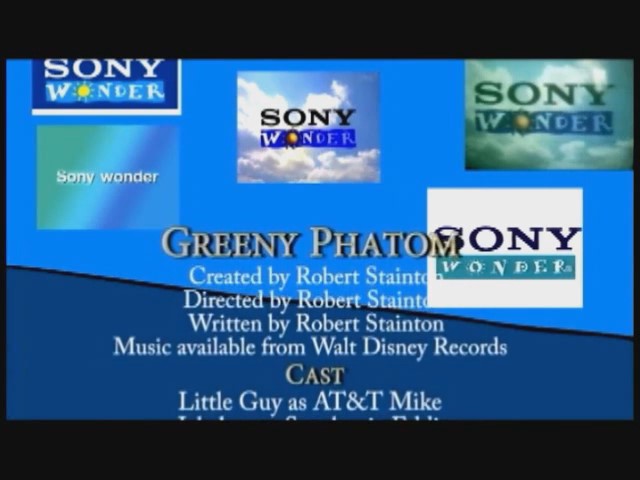 SONY
WONDER
SONY
WONDER
SONY
WONDER
Sony wonder
SONY
WONDER
GREENY PHATOM
Created by Robert Stainton
Directed by Robert Stainto
Written by Robert Stainton
Music available from Walt Disney Records
CAST
Little Guy as AT&T Mike